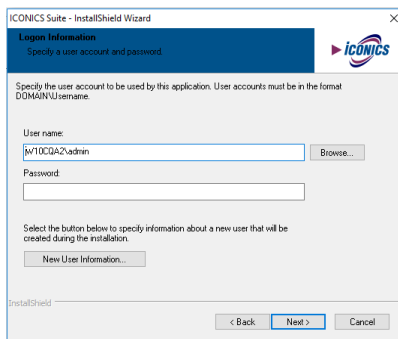 ICONICS Suite - InstallShield Wizard
Logon Information
Specify a user account and password.
ICONICS
Specify the user account to be used by this application. User accounts must be in the format
DOMAIN\Username.
User name:
W10CQA2\admin
Browse...
Password:
Select the button below to specify information about a new user that will be
created during the installation.
New User Information...
InstallShield
< Back
Next >
Cancel